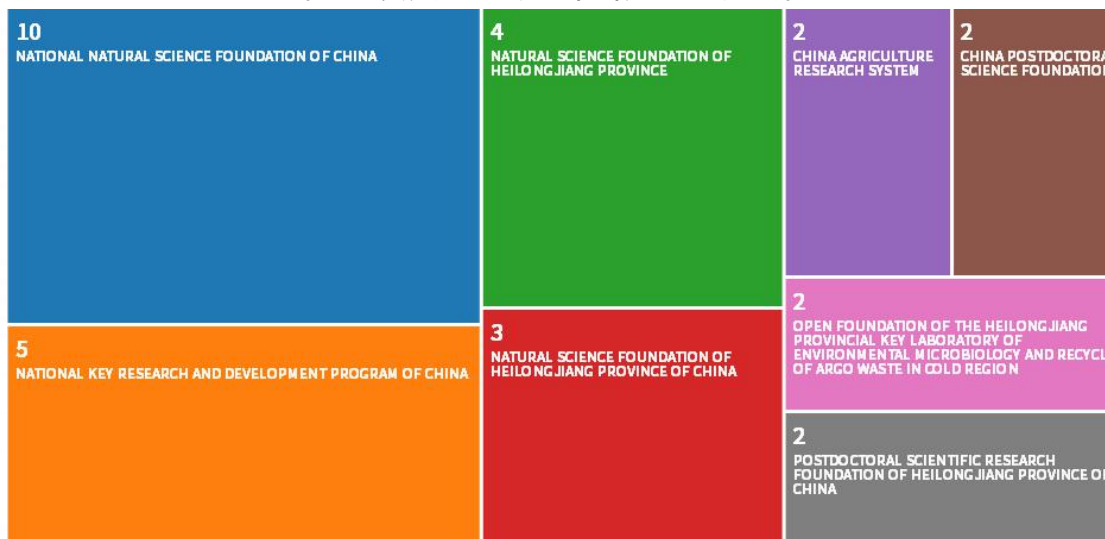 10
NATIONAL NATURAL SCIENCE FOUNDATION OF CHINA
5
NATIONAL KEY RESEARCH AND DEVELOPMENT PROGRAM OF CHINA
4
NATURAL SCIENCE FOUNDATION OF
HEILONGJIANG PROVINCE
3
NATURAL SCIENCE FOUNDATION OF
HEILONGJIANG PROVINCE OF CHINA
2
CHINA AGRICULTURE
RESEARCH SYSTEM
2
CHINA POSTDOCTORA
SCIENCE FOUNDATIO
2
OPEN FOUNDATION OF THE HEILONGJIANG
PROVINCIAL KEY LABORATORY OF
ENVIRONMENTAL MICROBIOLOGY AND RECYCL
OF ARGO WASTE IN COLD REGION
2
POSTDOCTORAL SCIENTIFIC RESEARCH
FOUNDATION OF HEILONGJIANG PROVINCE O
CHINA